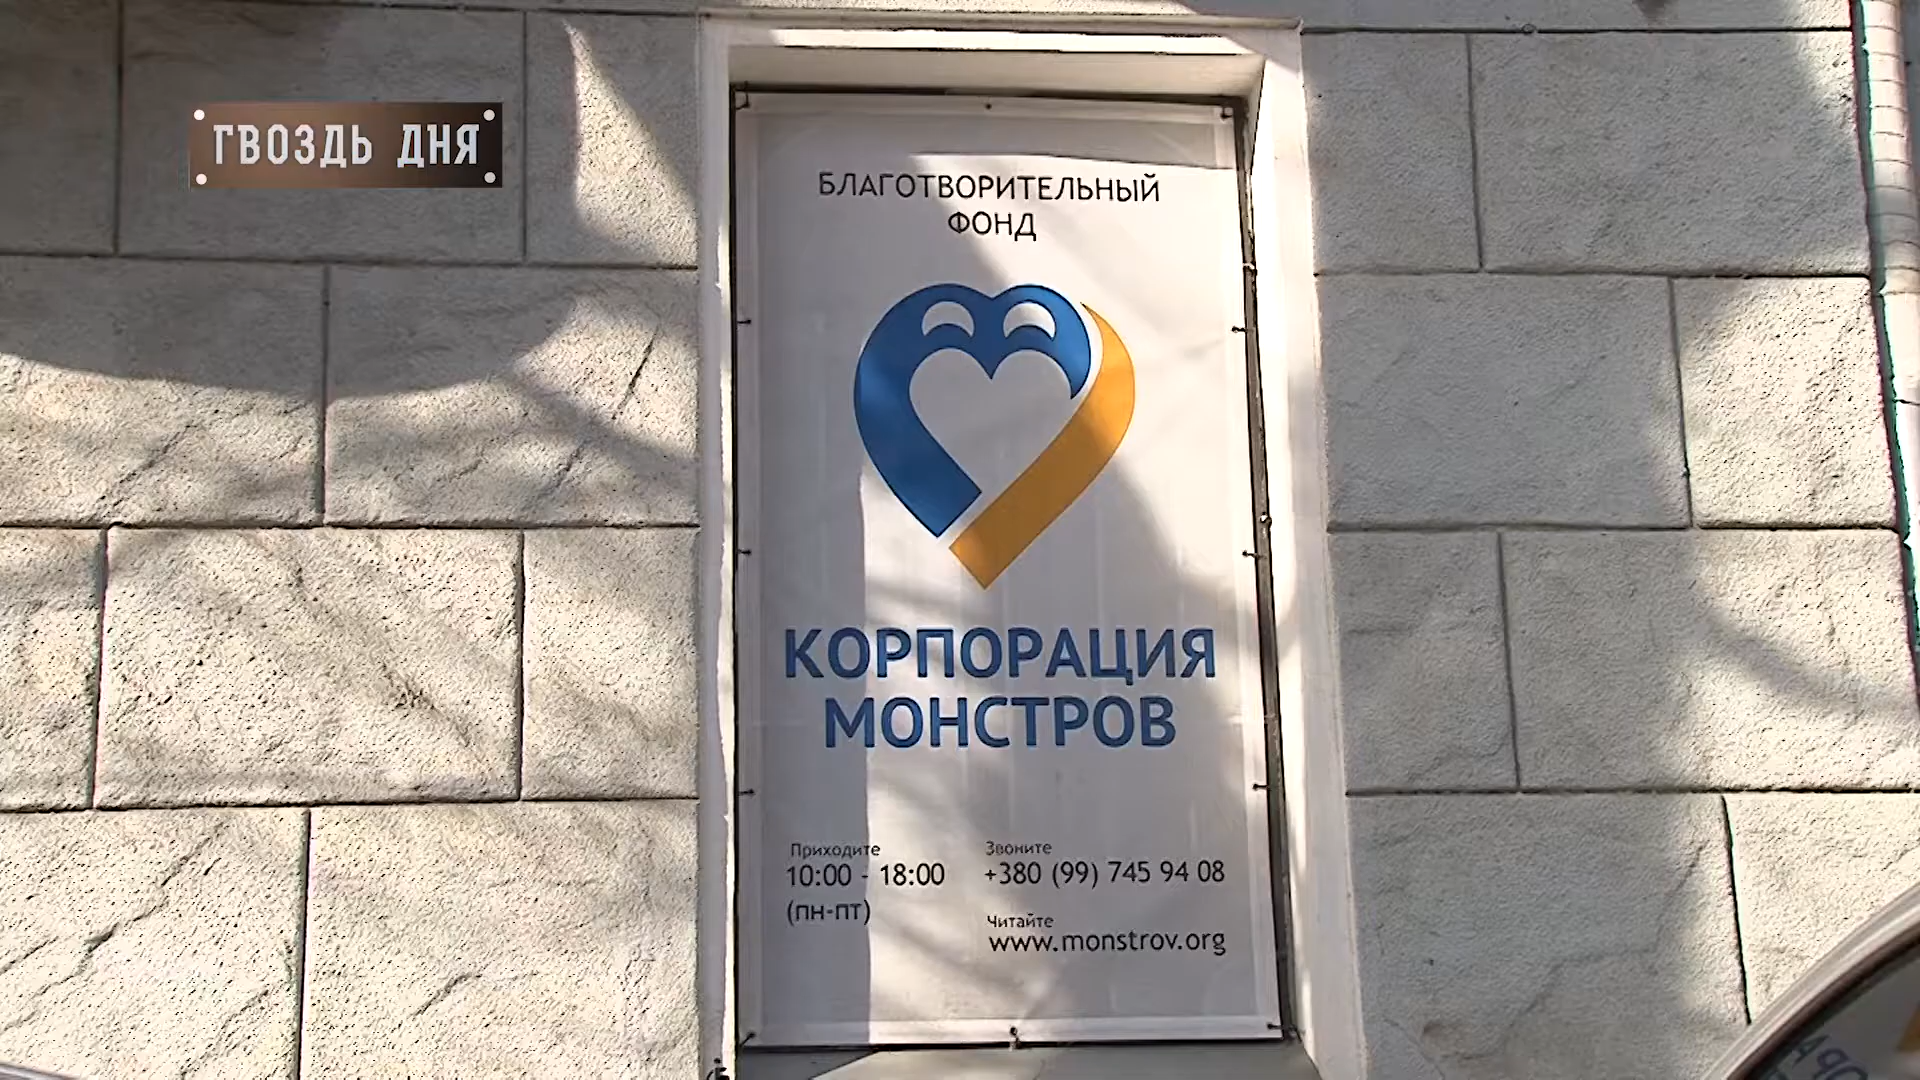 ГВОЗДЬ ДНЯ
БЛАГОТВОРИТЕЛЬНЫЙ
ФОНД
КОРПОРАЦИЯ
МОНСТРОВ
Приходите
10:00 - 18:00
(пн-пт)
Звоните
+380 (99) 745 94 08
Читайте
www.monstrov.org